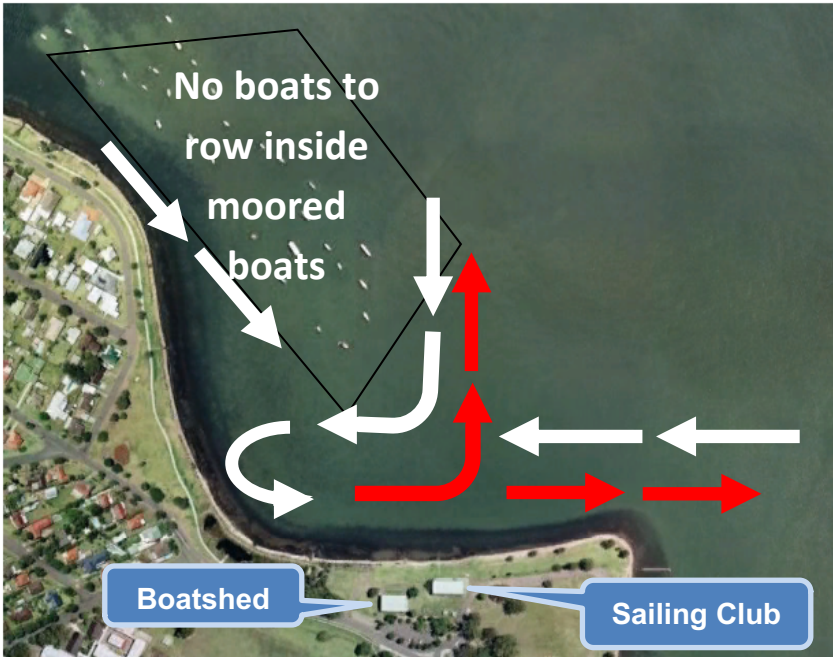 No boats to
row inside
moored
boats
Boatshed
Sailing Club